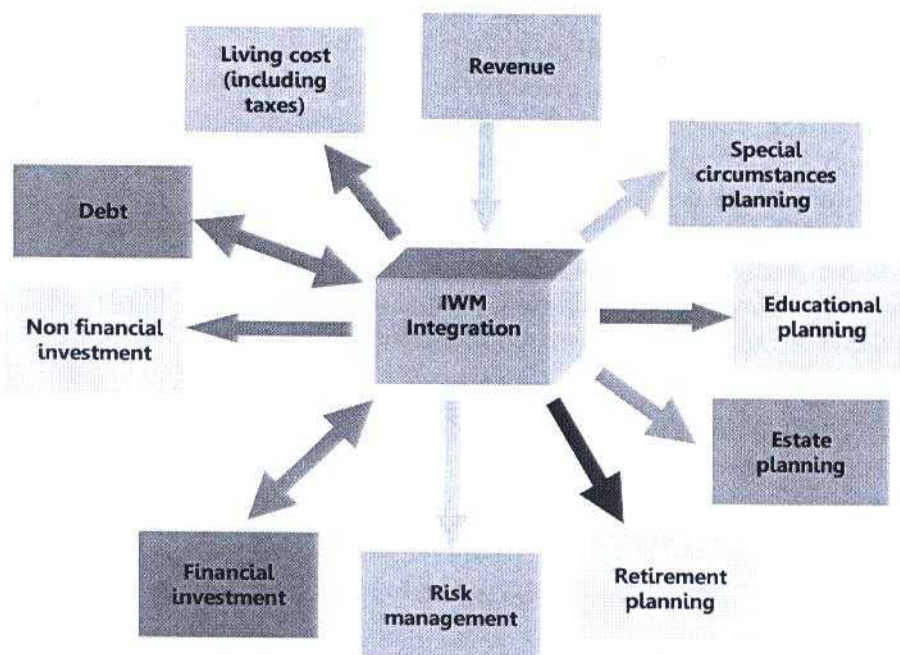 Living cost
(including
taxes)
Revenue
Special
circumstances
planning
Debt
IWM
Integration
Non financial
investment
Educational
planning
Estate
planning
Financial
investment
Risk
management
Retirement
planning